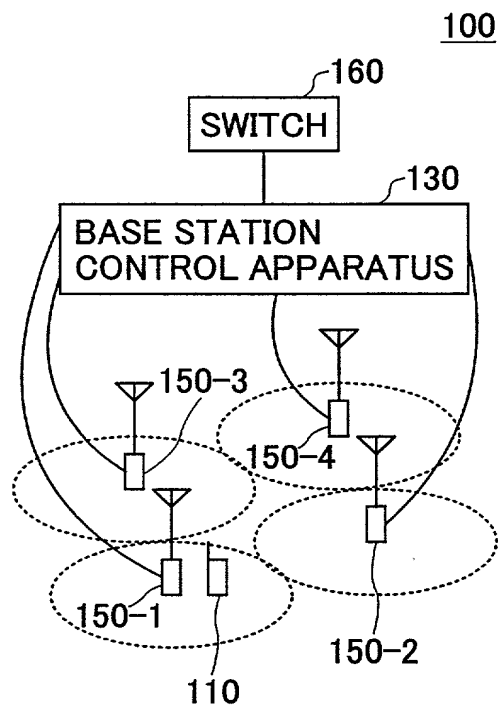 100
160
SWITCH
130
BASE STATION
CONTROL APPARATUS
150-3
150-4
150-1
150-2
110